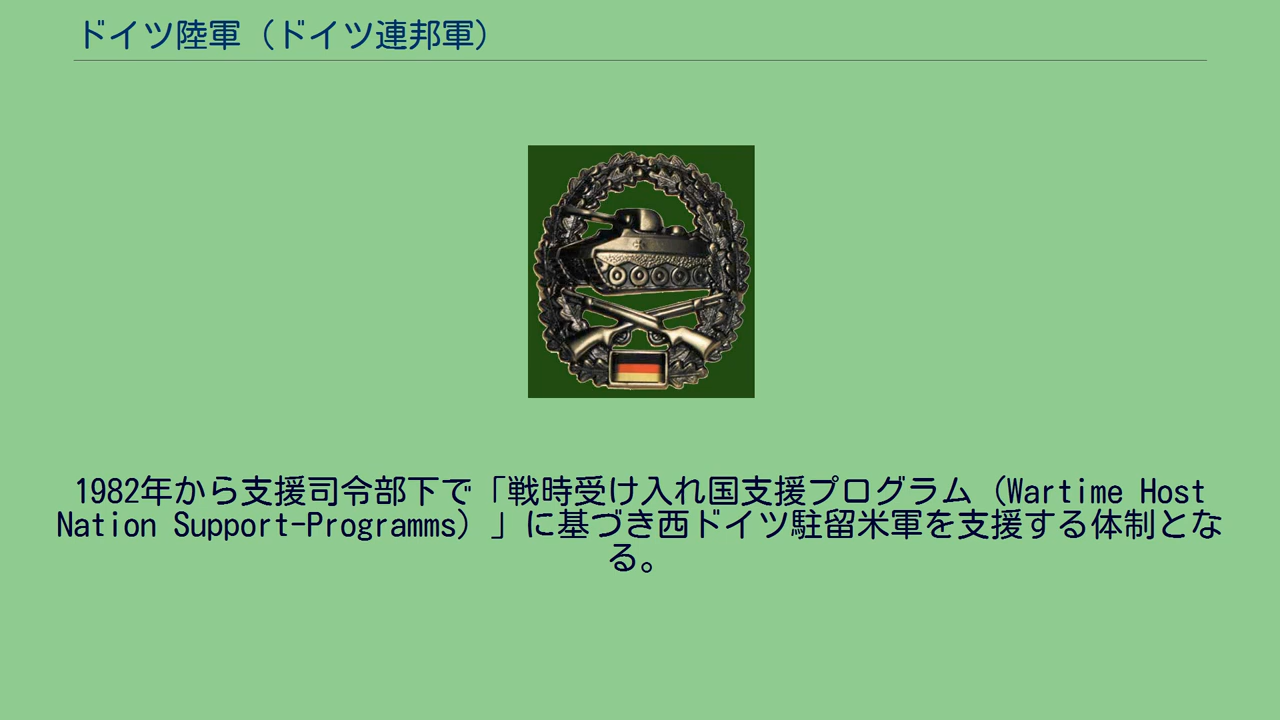 ドイツ陸軍（ドイツ連邦軍）
1982年から支援司令部下で「戦時受け入れ国支援プログラム（Wartime Host
Nation Support-Programms）」に基づき西ドイツ駐留米軍を支援する体制とな
る。